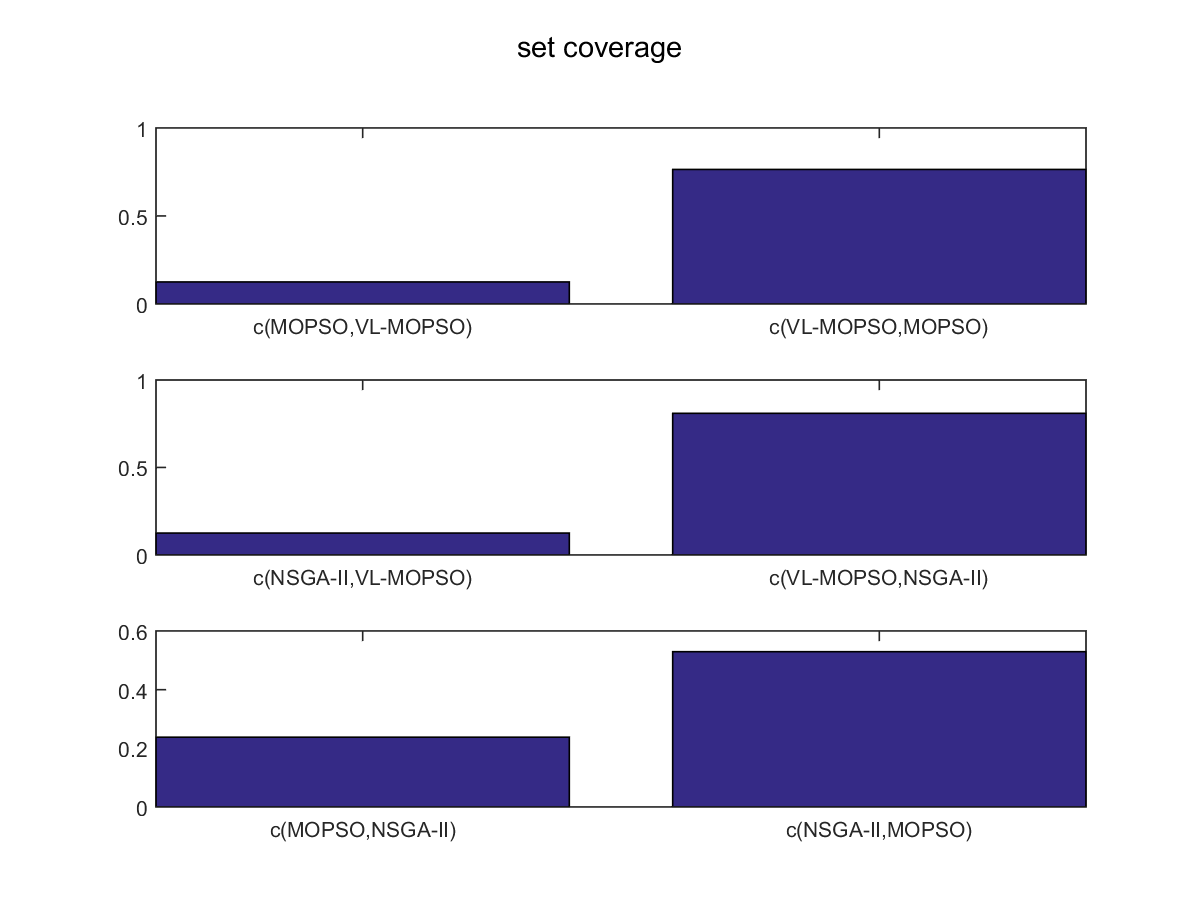 set coverage
1
0.5
0
c(MOPSO,VL-MOPSO) c(VL-MOPSO,MOPSO)
1
0.5
0
c(NSGA-II,VL-MOPSO) c(VL-MOPSO,NSGA-II)
0.6
0.4
0.2
0
c(MOPSO,NSGA-II) c(NSGA-II,MOPSO)